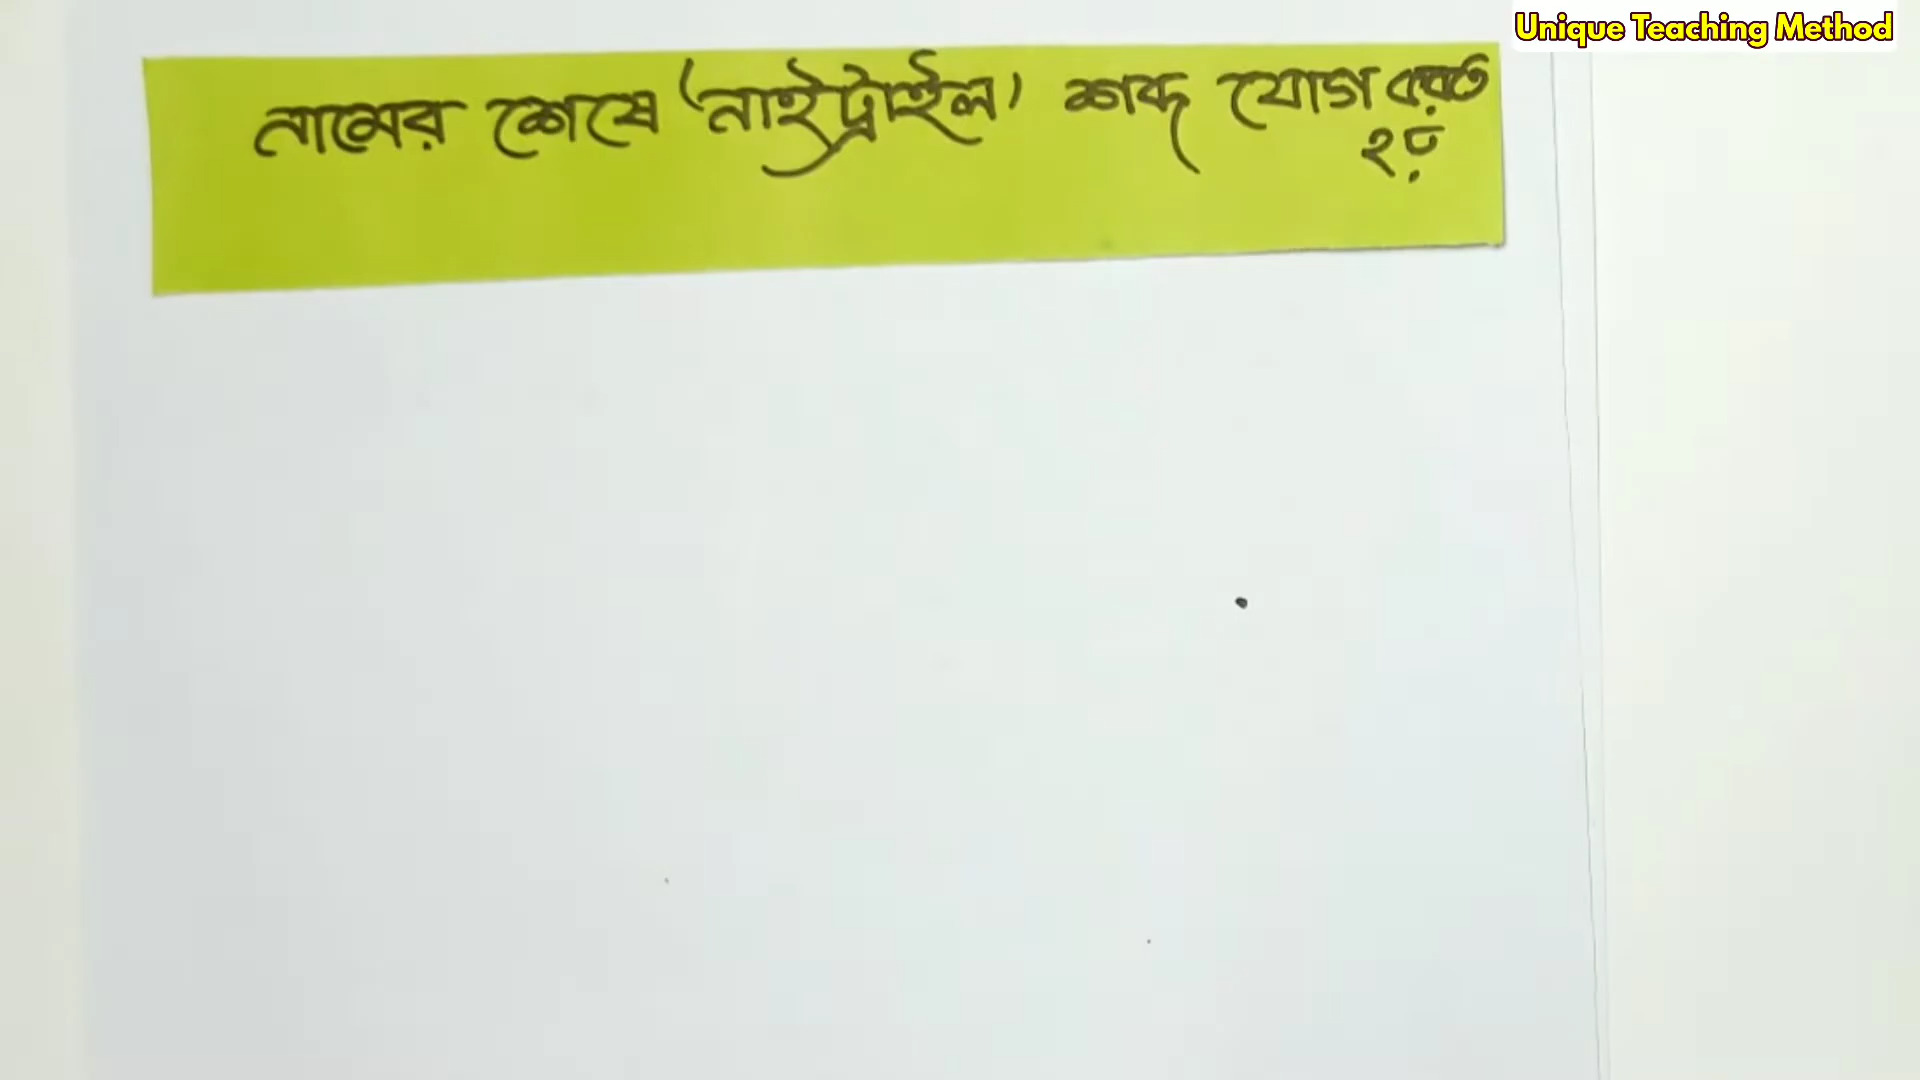 Unique Teaching Method
নামের শেষে 'নাইট্রাইল' শব্দ যোগ করতে
হয়